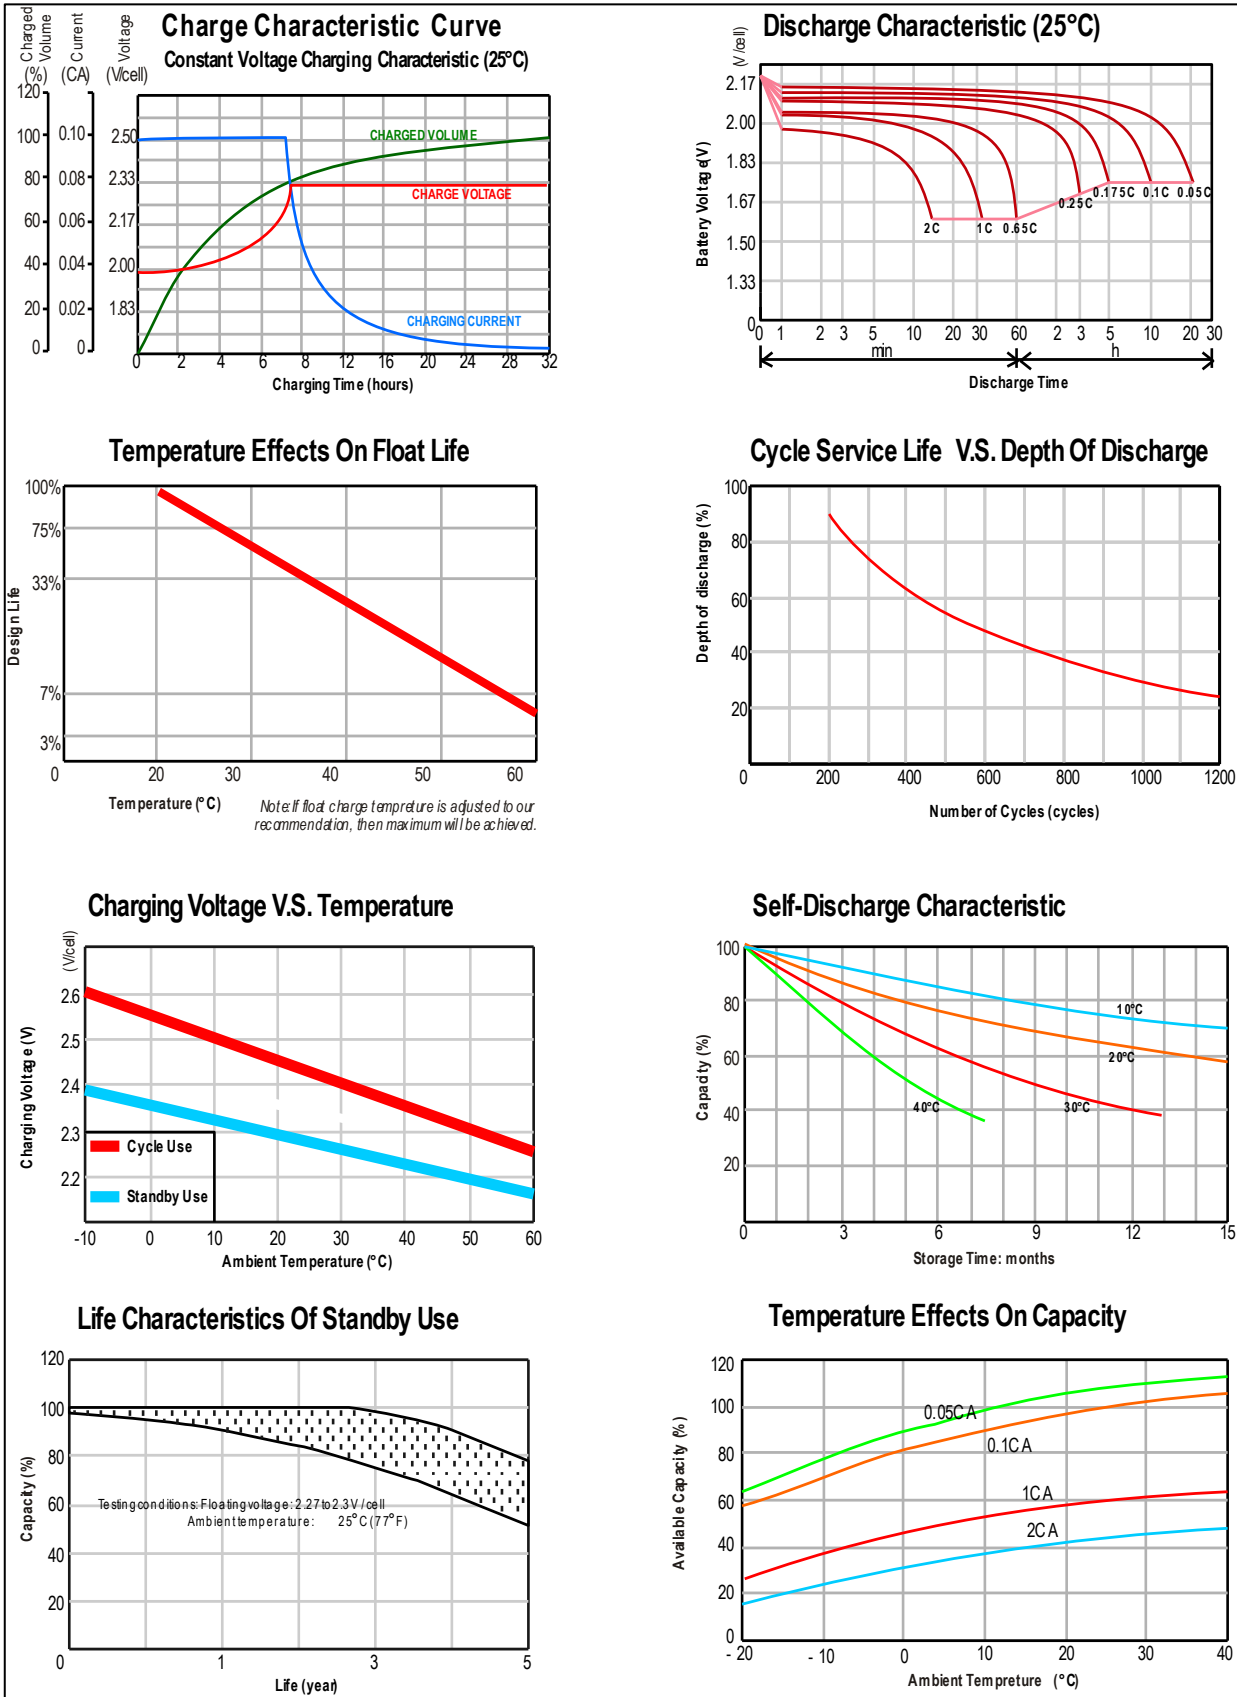 Charge Characteristic Curve
Constant Voltage Charging Characteristic (25°C)
Charged Volume (%)
Current (CA)
Voltage (V/cell)
120
100 0.10 2.50
80 0.08 2.33
60 0.06 2.17
40 0.04 2.00
20 0.02 1.83
0 0
CHARGED VOLUME
CHARGE VOLTAGE
CHARGING CURRENT
0 2 4 6 8 12 16 20 24 28 32
Charging Time (hours)
Discharge Characteristic (25°C)
(V/cell)
Battery Voltage(V)
2.17
2.00
1.83
1.67
1.50
1.33
0
2C 1C 0.65C 0.25C 0.175C 0.1C 0.05C
0 1 2 3 5 10 20 30 60 2 3 5 10 20 30
min h
Discharge Time
Temperature Effects On Float Life
Design Life
100%
75%
33%
7%
3%
0 20 30 40 50 60
Temperature (°C)
Note:If float charge tempreture is adjusted to our
recommendation, then maximum will be achieved.
Cycle Service Life V.S. Depth Of Discharge
Depth of discharge (%)
100
80
60
40
20
0 200 400 600 800 1000 1200
Number of Cycles (cycles)
Charging Voltage V.S. Temperature
(V/cell)
Charging Voltage (V)
2.6
2.5
2.4
2.3
2.2
Cycle Use
Standby Use
-10 0 10 20 30 40 50 60
Ambient Temperature (°C)
Self-Discharge Characteristic
Capacity (%)
100
80
60
40
20
10°C
20°C
30°C
40°C
0 3 6 9 12 15
Storage Time: months
Life Characteristics Of Standby Use
Capacity (%)
120
100
80
60
40
20
Testing conditions: Floating voltage: 2.27 to 2.3 V / cell
Ambient temperature: 25°C (77°F)
0 1 3 5
Life (year)
Temperature Effects On Capacity
Available Capacity (%)
120
100
80
60
40
20
0
0.05CA
0.1CA
1CA
2CA
- 20 - 10 0 10 20 30 40
Ambient Tempreture (°C)